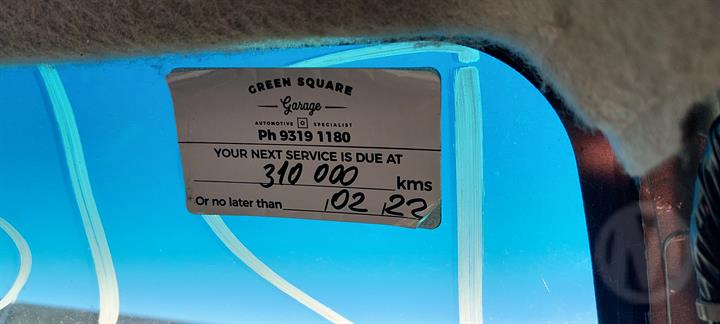 GREEN SQUARE
Garage
AUTOMOTIVE SPECIALIST
Ph 9319 1180
YOUR NEXT SERVICE IS DUE AT
310 000 kms
Or no later than / 02 / 22